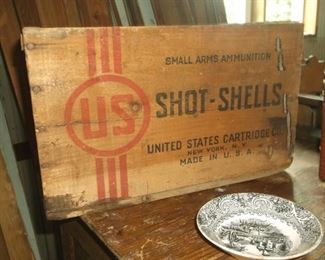 SMALL ARMS AMMUNITION
US
SHOT-SHELLS
UNITED STATES CARTRIDGE CO.
NEW YORK, N.Y.
MADE IN U.S.A.